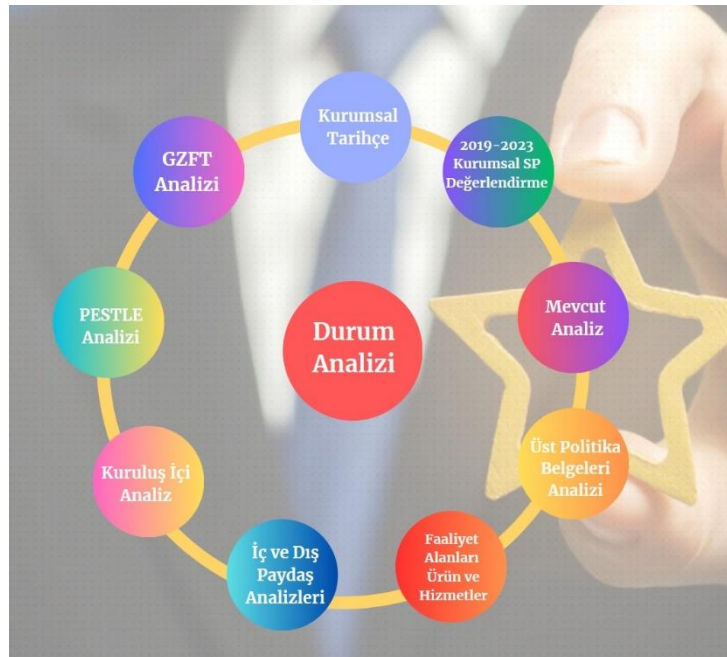 Kurumsal
Tarihçe
2019-2023
Kurumsal SP
Değerlendirme
Mevcut
Analiz
Üst Politika
Belgeleri
Analizi
Faaliyet
Alanları
Ürün ve
Hizmetler
İç ve Dış
Paydaş
Analizleri
Kuruluş İçi
Analiz
PESTLE
Analizi
GZFT
Analizi
Durum
Analizi